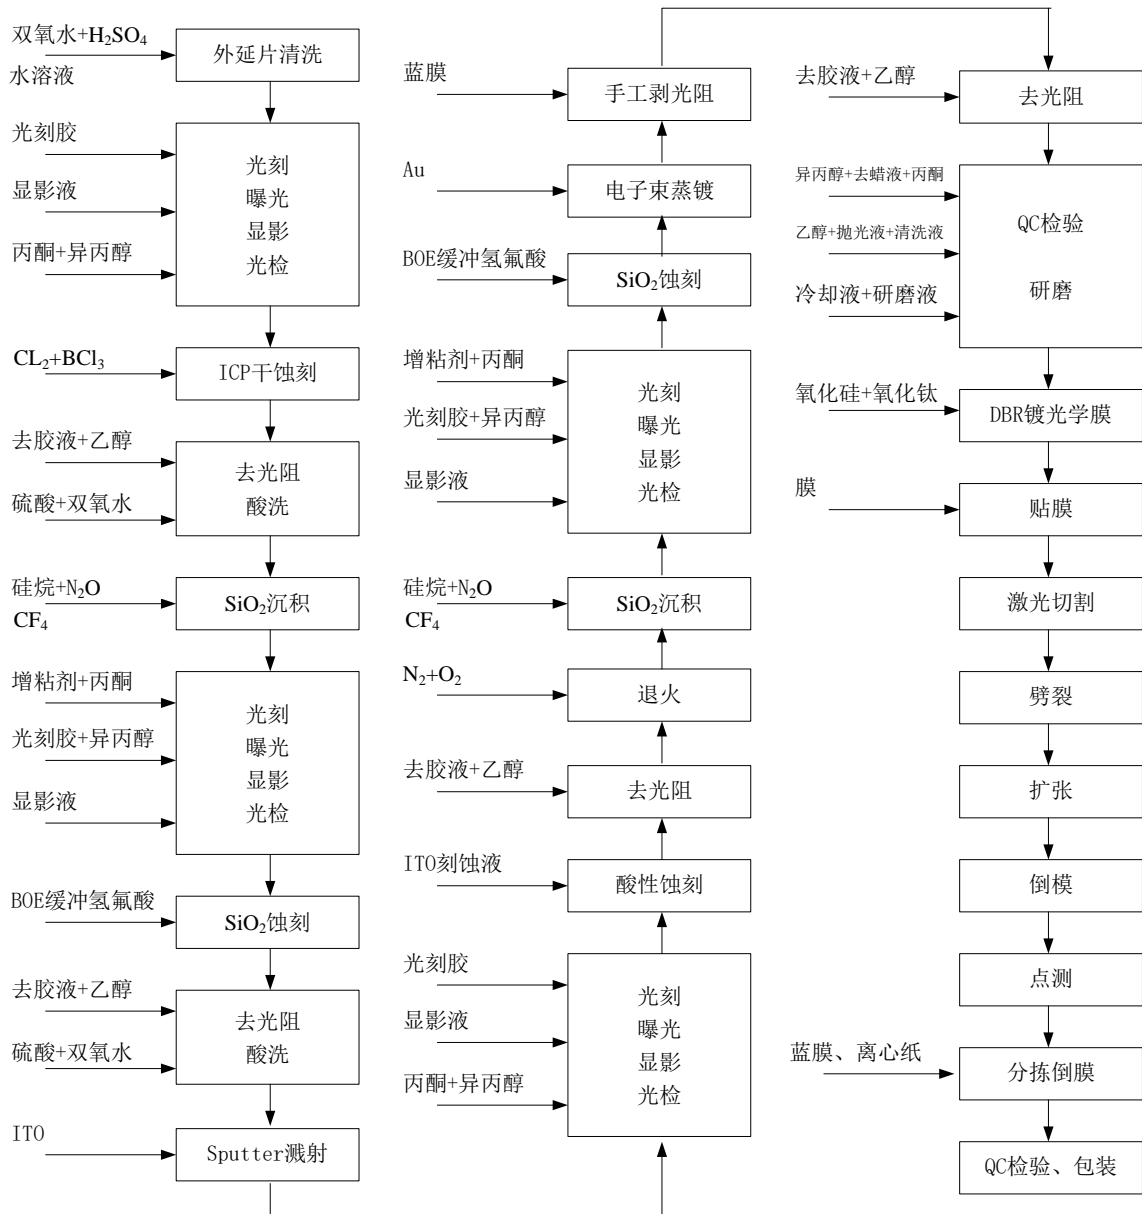 双氧水+H₂SO₄
水溶液
外延片清洗
光刻胶
显影液
丙酮+异丙醇
光刻
曝光
显影
光检
CL₂+BCl₃
ICP干蚀刻
去胶液+乙醇
硫酸+双氧水
去光阻
酸洗
硅烷+N₂O
CF₄
SiO₂沉积
增粘剂+丙酮
光刻胶+异丙醇
显影液
光刻
曝光
显影
光检
BOE缓冲氢氟酸
SiO₂蚀刻
去胶液+乙醇
硫酸+双氧水
去光阻
酸洗
ITO
Sputter溅射
蓝膜
手工剥光阻
Au
电子束蒸镀
BOE缓冲氢氟酸
SiO₂蚀刻
增粘剂+丙酮
光刻胶+异丙醇
显影液
光刻
曝光
显影
光检
硅烷+N₂O
CF₄
SiO₂沉积
N₂+O₂
退火
去胶液+乙醇
去光阻
ITO刻蚀液
酸性蚀刻
光刻胶
显影液
丙酮+异丙醇
光刻
曝光
显影
光检
去胶液+乙醇
去光阻
异丙醇+去蜡液+丙酮
乙醇+抛光液+清洗液
冷却液+研磨液
QC检验
研磨
氧化硅+氧化钛
DBR镀光学膜
膜
贴膜
激光切割
劈裂
扩张
倒模
点测
蓝膜、离心纸
分拣倒膜
QC检验、包装